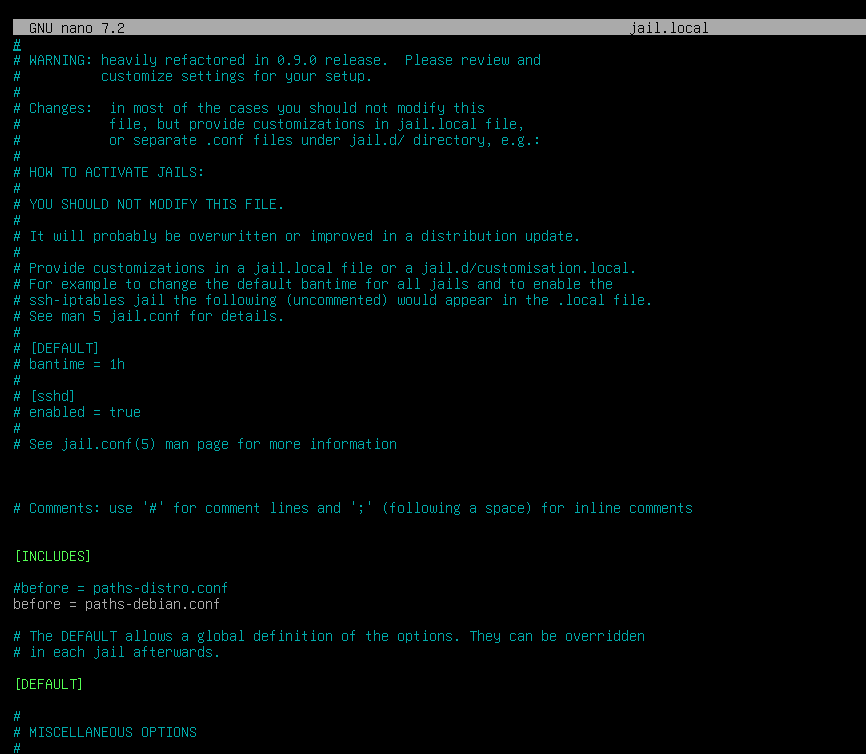 GNU nano 7.2 jail.local
#
# WARNING: heavily refactored in 0.9.0 release.  Please review and
#          customize settings for your setup.
#
# Changes:  in most of the cases you should not modify this
#           file, but provide customizations in jail.local file,
#           or separate .conf files under jail.d/ directory, e.g.:
#
# HOW TO ACTIVATE JAILS:
#
# YOU SHOULD NOT MODIFY THIS FILE.
#
# It will probably be overwritten or improved in a distribution update.
#
# Provide customizations in a jail.local file or a jail.d/customisation.local.
# For example to change the default bantime for all jails and to enable the
# ssh-iptables jail the following (uncommented) would appear in the .local file.
# See man 5 jail.conf for details.
#
# [DEFAULT]
# bantime = 1h
#
# [sshd]
# enabled = true
#
# See jail.conf(5) man page for more information
# Comments: use '#' for comment lines and ';' (following a space) for inline comments
[INCLUDES]
#before = paths-distro.conf
before = paths-debian.conf
# The DEFAULT allows a global definition of the options. They can be overridden
# in each jail afterwards.
[DEFAULT]
#
# MISCELLANEOUS OPTIONS
#